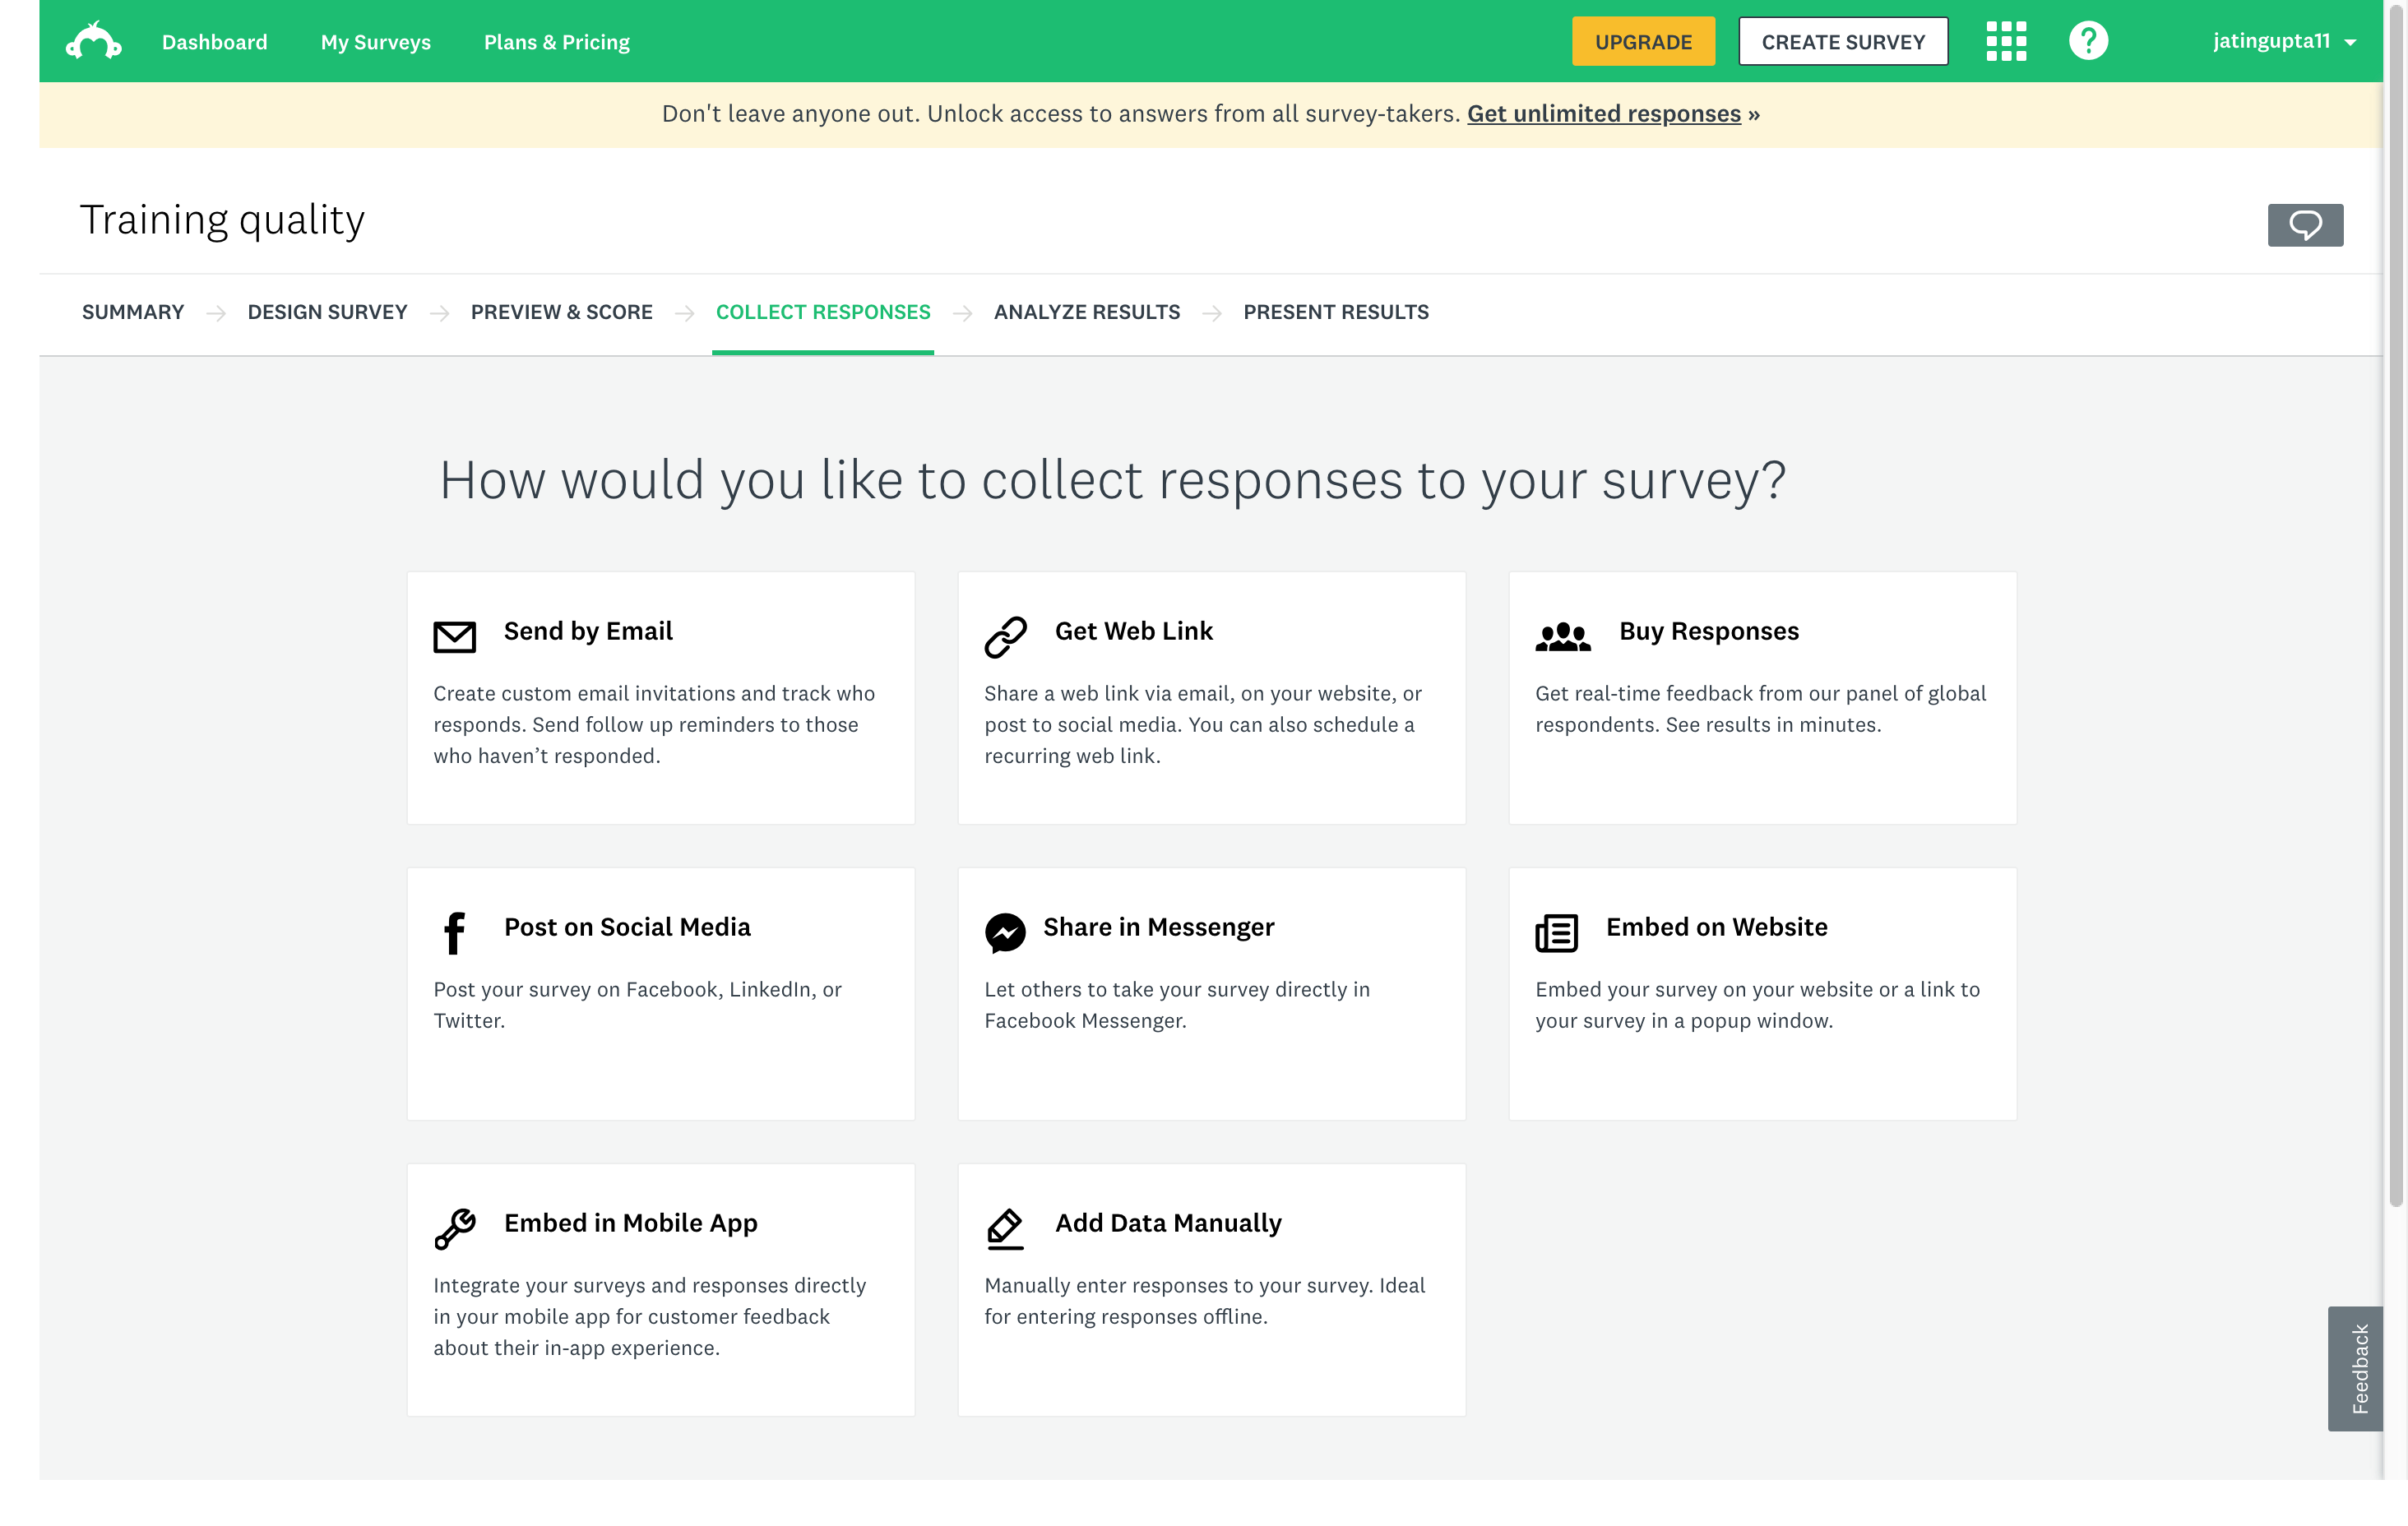 Dashboard
My Surveys
Plans & Pricing
UPGRADE
CREATE SURVEY
?
jatingupta11
Don't leave anyone out. Unlock access to answers from all survey-takers. Get unlimited responses »
Training quality
SUMMARY
DESIGN SURVEY
PREVIEW & SCORE
COLLECT RESPONSES
ANALYZE RESULTS
PRESENT RESULTS
How would you like to collect responses to your survey?
Send by Email
Create custom email invitations and track who
responds. Send follow up reminders to those
who haven’t responded.
Get Web Link
Share a web link via email, on your website, or
post to social media. You can also schedule a
recurring web link.
Buy Responses
Get real-time feedback from our panel of global
respondents. See results in minutes.
Post on Social Media
Post your survey on Facebook, LinkedIn, or
Twitter.
Share in Messenger
Let others to take your survey directly in
Facebook Messenger.
Embed on Website
Embed your survey on your website or a link to
your survey in a popup window.
Embed in Mobile App
Integrate your surveys and responses directly
in your mobile app for customer feedback
about their in-app experience.
Add Data Manually
Manually enter responses to your survey. Ideal
for entering responses offline.
Feedback